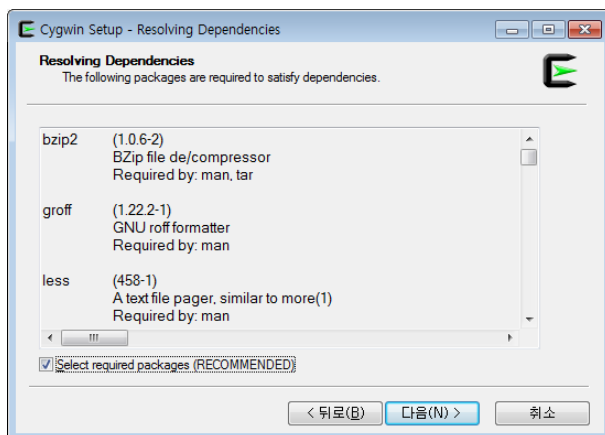 Cygwin Setup - Resolving Dependencies
Resolving Dependencies
The following packages are required to satisfy dependencies.
bzip2 (1.0.6-2)
BZip file de/compressor
Required by: man, tar
groff (1.22.2-1)
GNU roff formatter
Required by: man
less (458-1)
A text file pager, similar to more(1)
Required by: man
Select required packages (RECOMMENDED)
< 뒤로(B) 다음(N) > 취소